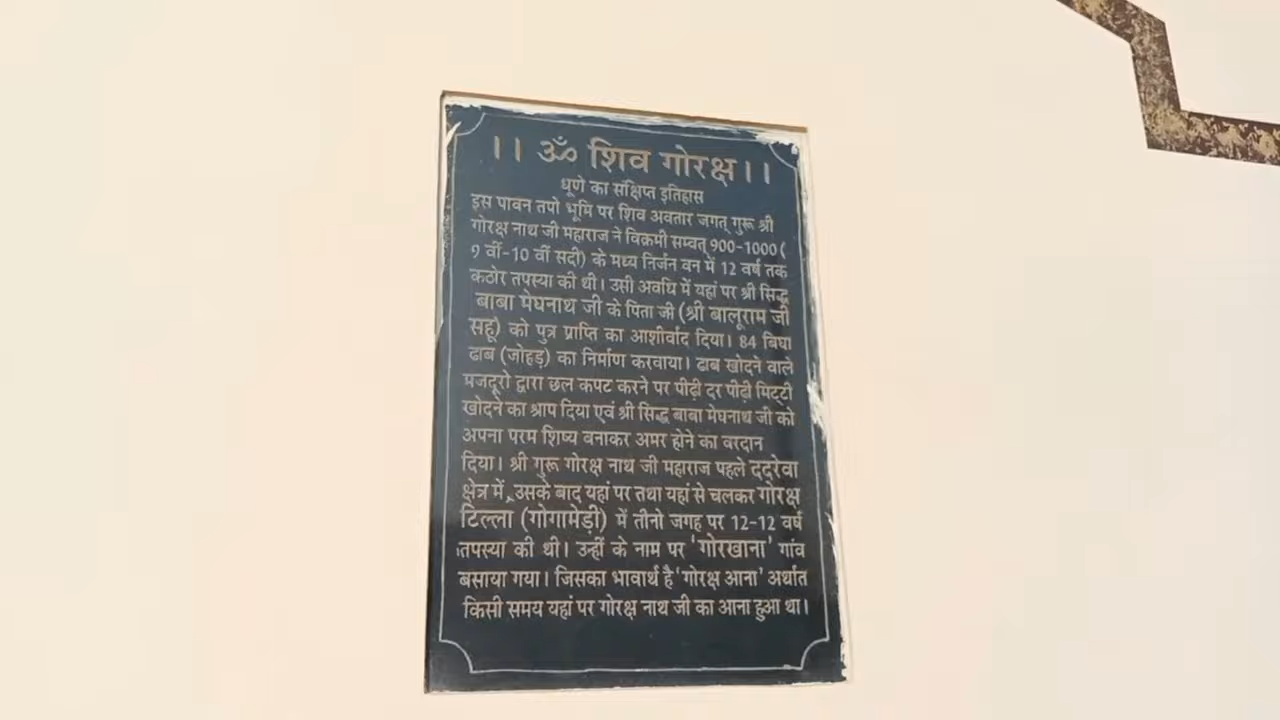 ।। ॐ शिव गोरक्ष।।
धूणे का संक्षिप्त इतिहास
इस पावन तपो भूमि पर शिव अवतार जगत् गुरू श्री
गोरक्ष नाथ जी महाराज ने विक्रमी सम्वत् 900-1000 (
9 वीं-10 वीं सदी) के मध्य निर्जन वन में 12 वर्ष तक
कठोर तपस्या की थी। उसी अवधि में यहां पर श्री सिद्ध
बाबा मेघनाथ जी के पिता जी (श्री बालूराम जी
सहू) को पुत्र प्राप्ति का आशीर्वाद दिया। 84 बिघा
ढाब (जोहड़) का निर्माण करवाया। ढाब खोदने वाले
मजदूरो द्वारा छल कपट करने पर पीढ़ी दर पीढ़ी मिट्टी
खोदने का श्राप दिया एवं श्री सिद्ध बाबा मेघनाथ जी को
अपना परम शिष्य बनाकर अमर होने का वरदान
दिया। श्री गुरू गोरक्ष नाथ जी महाराज पहले ददरेवा
क्षेत्र में, उसके बाद यहां पर तथा यहां से चलकर गोरक्ष
टिल्ला (गोगामेड़ी) में तीनो जगह पर 12-12 वर्ष
तपस्या की थी। उन्हीं के नाम पर 'गोरखाना' गांव
बसाया गया। जिसका भावार्थ है 'गोरक्ष आना' अर्थात
किसी समय यहां पर गोरक्ष नाथ जी का आना हुआ था।